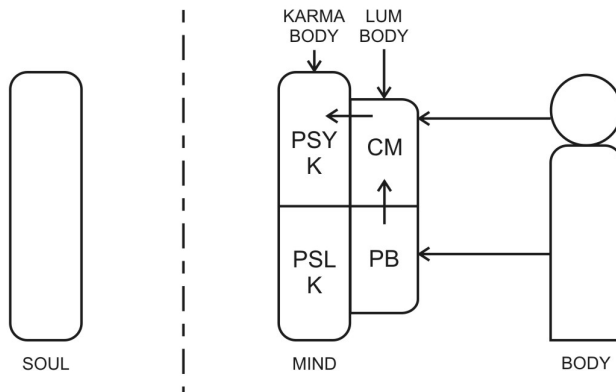 KARMA
BODY
LUM
BODY
PSY
K
CM
PSL
K
PB
SOUL
MIND
BODY